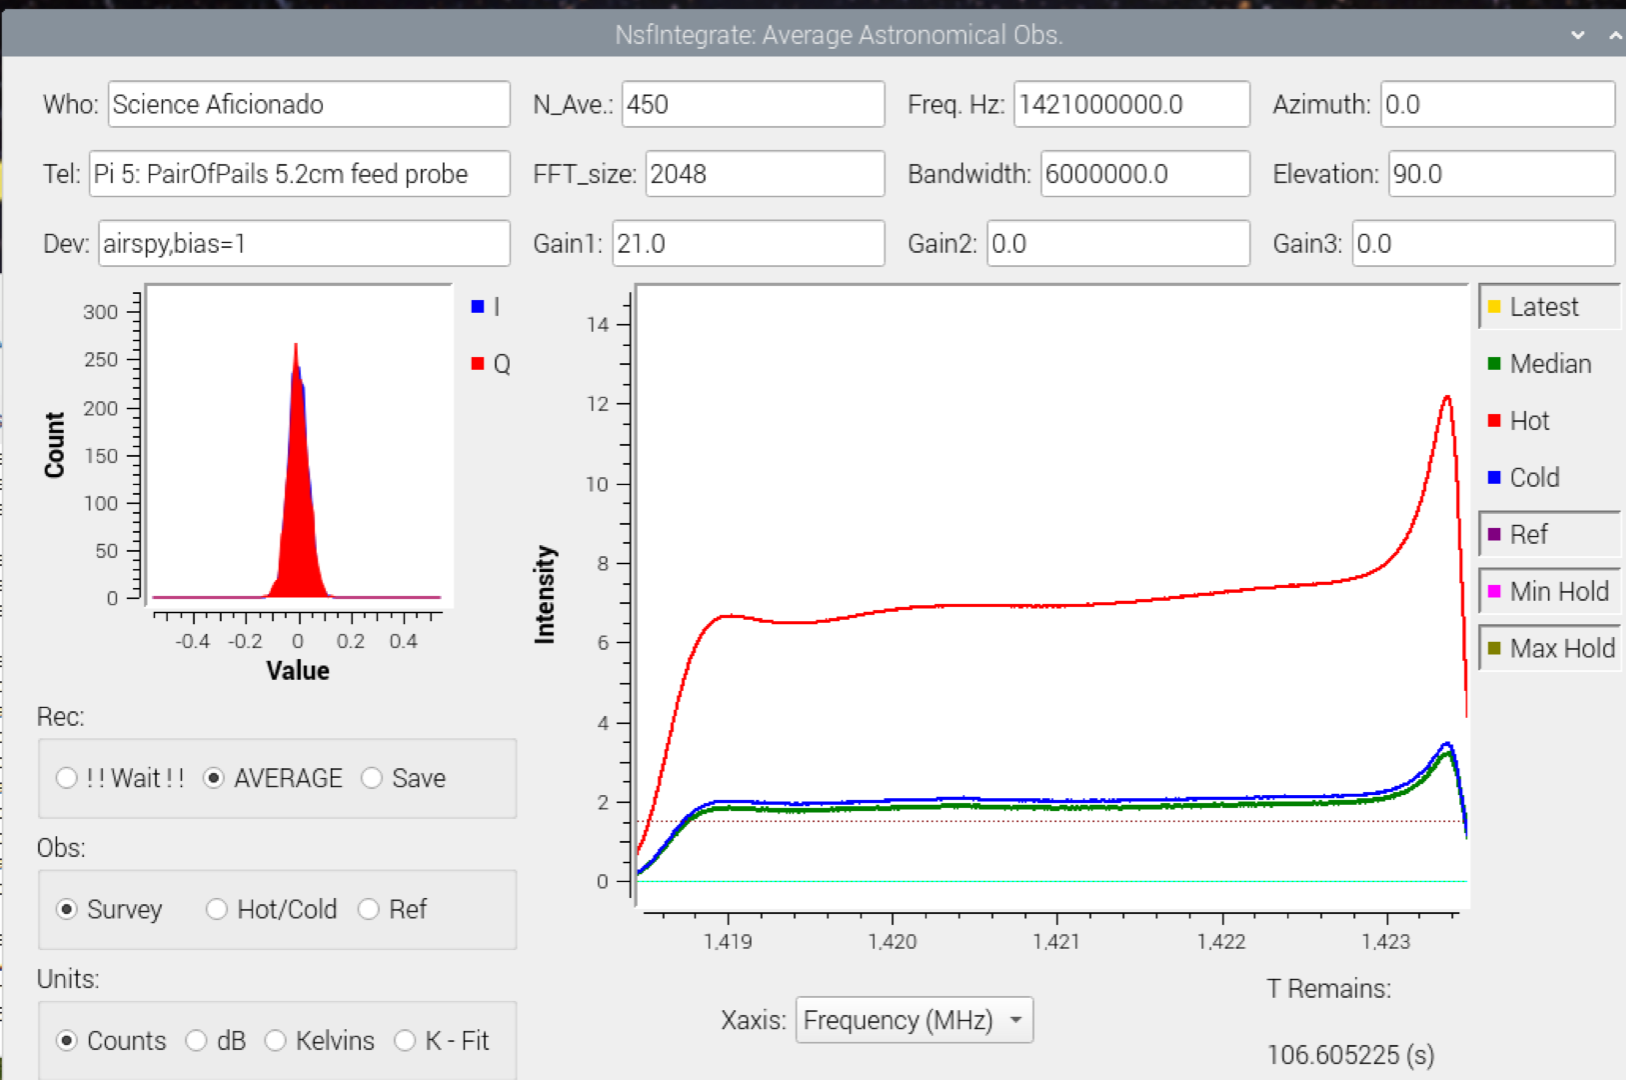 NsfIntegrate: Average Astronomical Obs.
Who: Science Aficionado N_Ave.: 450 Freq. Hz: 1421000000.0 Azimuth: 0.0
Tel: Pi 5: PairOfPails 5.2cm feed probe FFT_size: 2048 Bandwidth: 6000000.0 Elevation: 90.0
Dev: airspy,bias=1 Gain1: 21.0 Gain2: 0.0 Gain3: 0.0
300
250
200
150
100
50
0
Count
-0.4 -0.2 0 0.2 0.4
Value
I
Q
14
12
10
8
6
4
2
0
Intensity
1,419 1,420 1,421 1,422 1,423
Latest
Median
Hot
Cold
Ref
Min Hold
Max Hold
Rec:
!! Wait !! AVERAGE Save
Obs:
Survey Hot/Cold Ref
Units:
Counts dB Kelvins K - Fit
Xaxis: Frequency (MHz)
T Remains:
106.605225 (s)